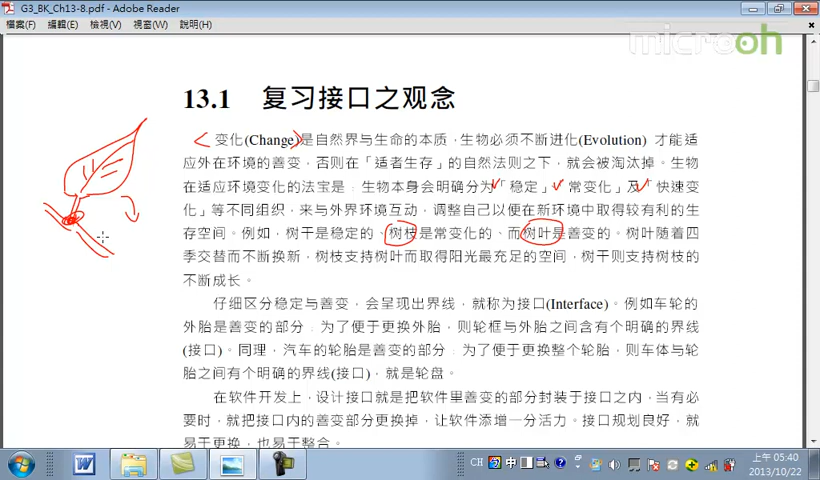 G3_BK_Ch13-8.pdf - Adobe Reader
檔案(F) 編輯(E) 檢視(V) 視窗(W) 說明(H)
microoh
13.1 复习接口之观念
变化(Change)是自然界与生命的本质，生物必须不断进化(Evolution) 才能适
应外在环境的善变，否则在「适者生存」的自然法则之下，就会被淘汰掉。生物
在适应环境变化的法宝是：生物本身会明确分为「稳定」、「常变化」及「快速变
化」等不同组织，来与外界环境互动，调整自己以便在新环境中取得较有利的生
存空间。例如，树干是稳定的、树枝是常变化的、而树叶是善变的。树叶随着四
季交替而不断换新，树枝支持树叶而取得阳光最充足的空间，树干则支持树枝的
不断成长。
仔细区分稳定与善变，会呈现出界线，就称为接口(Interface)。例如车轮的
外胎是善变的部分：为了便于更换外胎，则轮框与外胎之间含有个明确的界线
(接口)。同理，汽车的轮胎是善变的部分：为了便于更换整个轮胎，则车体与轮
胎之间有个明确的界线(接口)，就是轮盘。
在软件开发上，设计接口就是把软件里善变的部分封装于接口之内，当有必
要时，就把接口内的善变部分更换掉，让软件添增一分活力。接口规划良好，就
易于更换，也易于整合。
CH 中 上午 05:40
2013/10/22